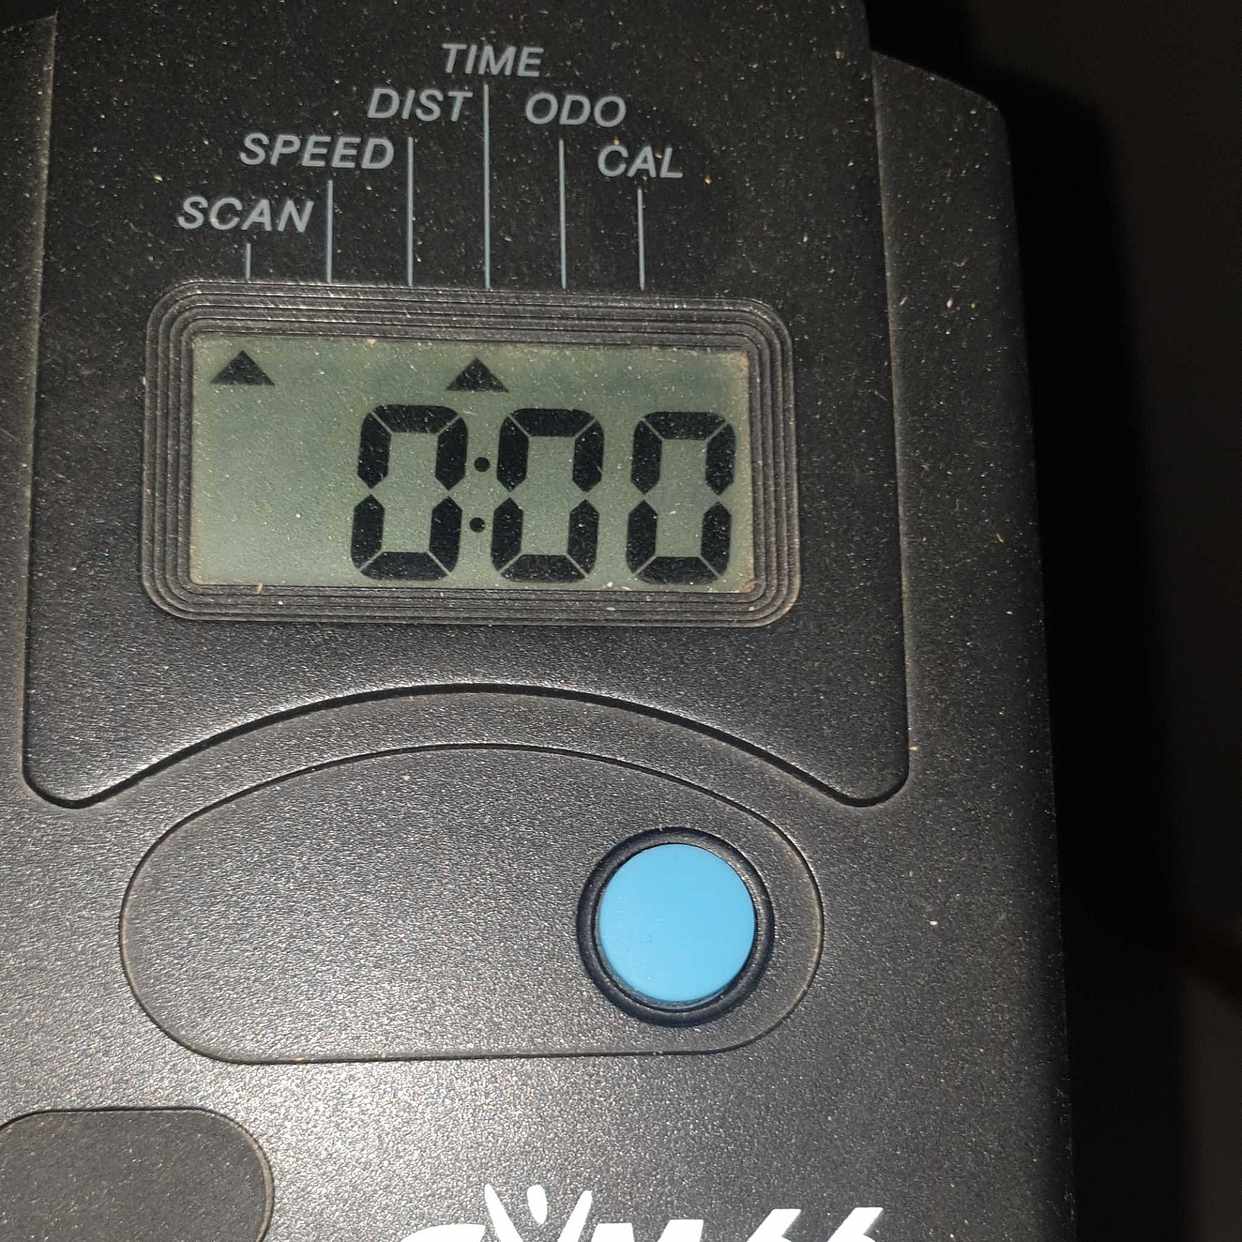 TIME
DIST ODO
SPEED CAL
SCAN
0:00